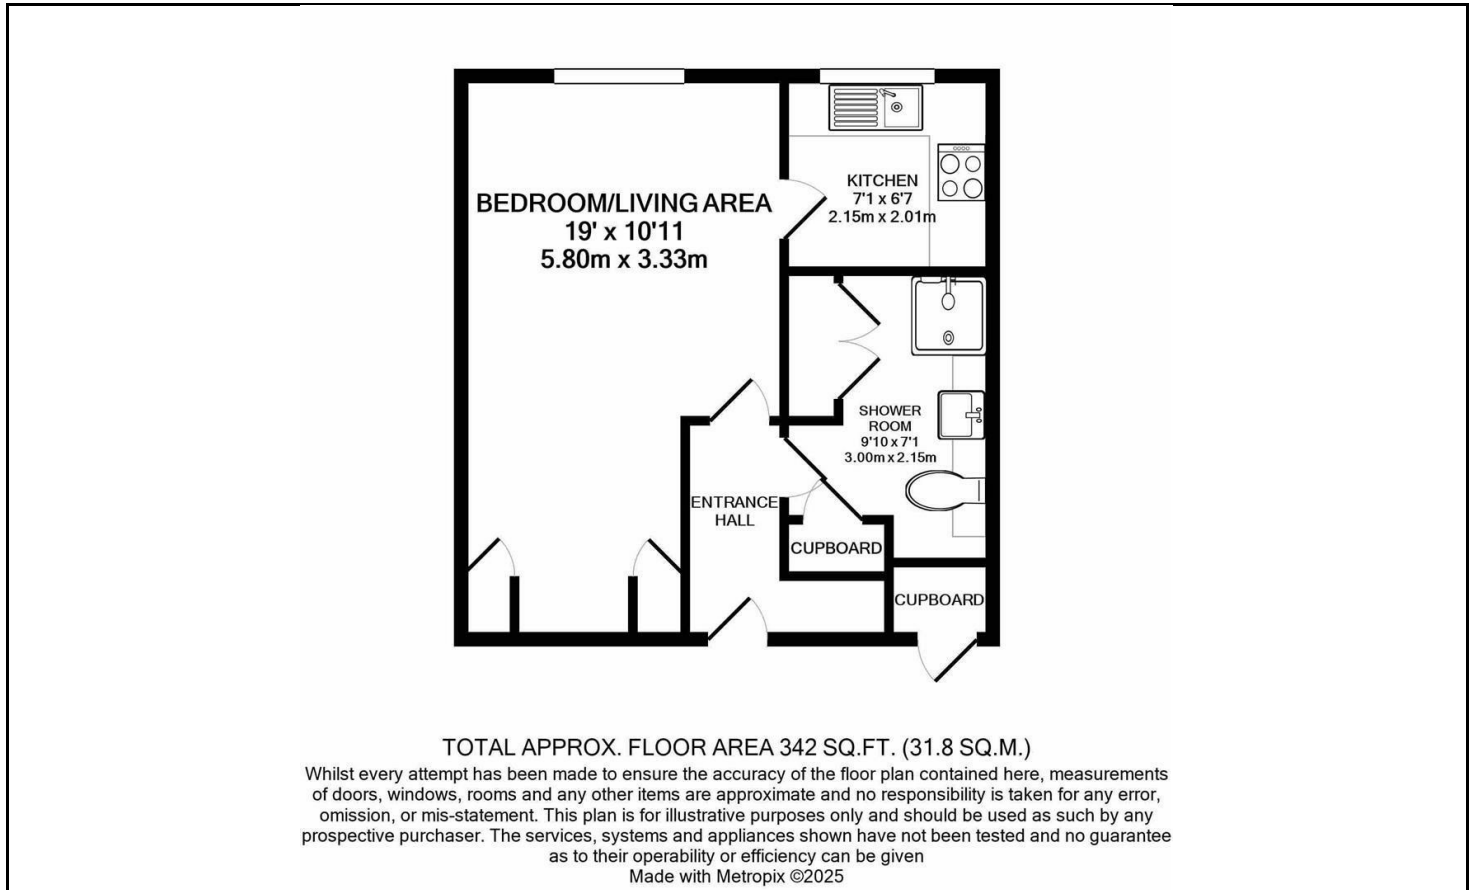 BEDROOM/LIVING AREA
19' x 10'11
5.80m x 3.33m
KITCHEN
7'1 x 6'7
2.15m x 2.01m
SHOWER
ROOM
9'10 x 7'1
3.00m x 2.15m
ENTRANCE
HALL
CUPBOARD
CUPBOARD
TOTAL APPROX. FLOOR AREA 342 SQ.FT. (31.8 SQ.M.)
Whilst every attempt has been made to ensure the accuracy of the floor plan contained here, measurements
of doors, windows, rooms and any other items are approximate and no responsibility is taken for any error,
omission, or mis-statement. This plan is for illustrative purposes only and should be used as such by any
prospective purchaser. The services, systems and appliances shown have not been tested and no guarantee
as to their operability or efficiency can be given
Made with Metropix ©2025